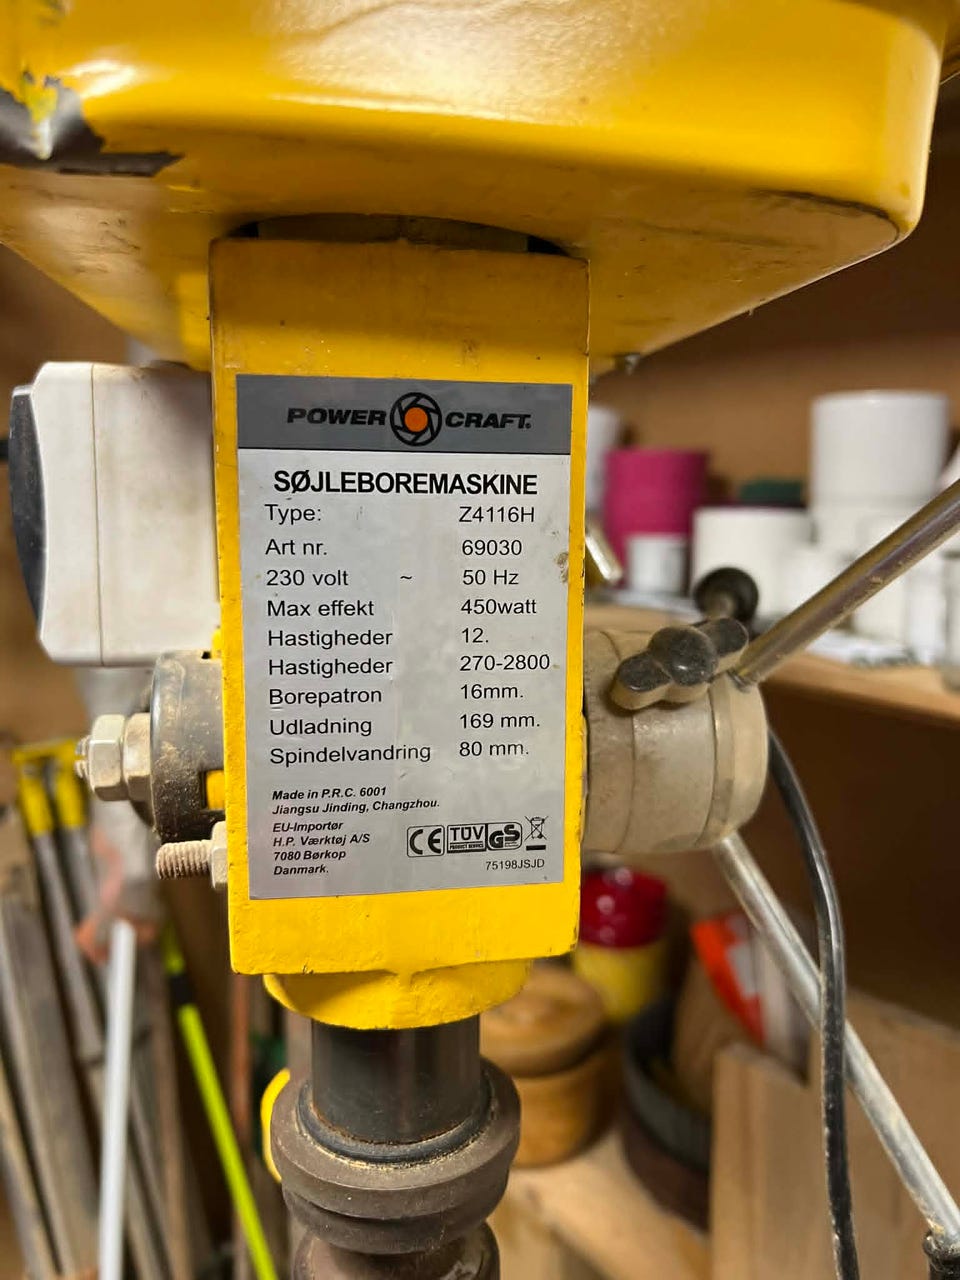 POWER CRAFT
SØJLEBOREMASKINE
Type: Z4116H
Art nr. 69030
230 volt ~ 50 Hz
Max effekt 450watt
Hastigheder 12.
Hastigheder 270-2800
Borepatron 16mm.
Udladning 169 mm.
Spindelvandring 80 mm.
Made in P.R.C. 6001
Jiangsu Jinding, Changzhou.
EU-Importør
H.P. Værktøj A/S
7080 Børkop
Danmark.
CE TÜV PRODUCT SERVICE GS
75198JSJD